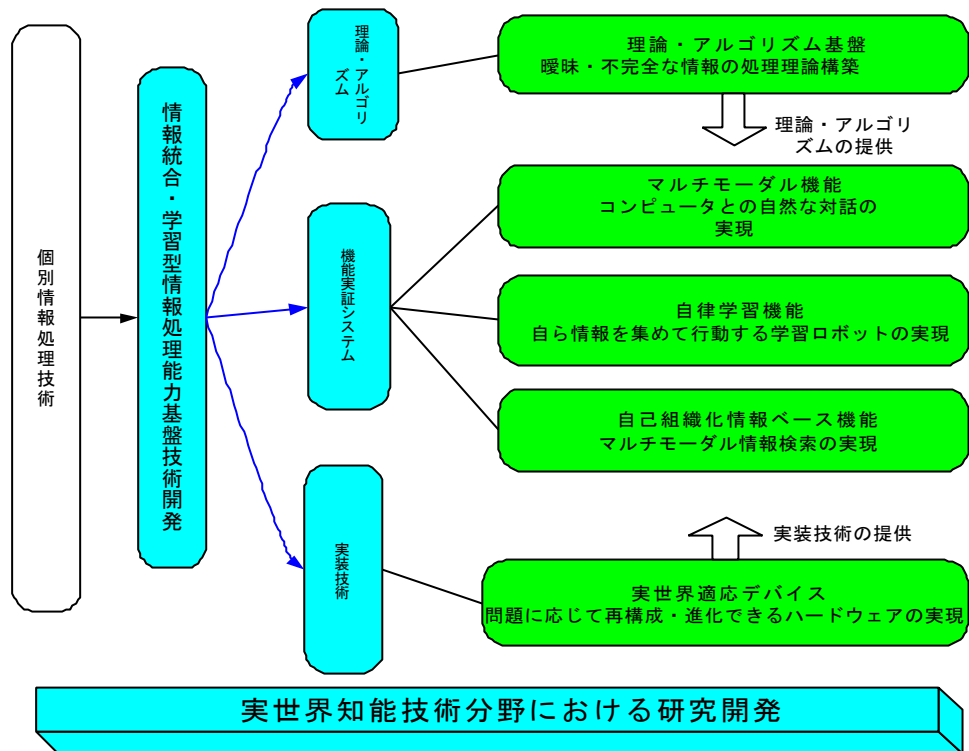 個別情報処理技術
情報統合・学習型情報処理能力基盤技術開発
理論・アルゴリ
ズム
機能実証システム
実装技術
理論・アルゴリズム基盤
曖昧・不完全な情報の処理理論構築
理論・アルゴリ
ズムの提供
マルチモーダル機能
コンピュータとの自然な対話の
実現
自律学習機能
自ら情報を集めて行動する学習ロボットの実現
自己組織化情報ベース機能
マルチモーダル情報検索の実現
実装技術の提供
実世界適応デバイス
問題に応じて再構成・進化できるハードウェアの実現
実世界知能技術分野における研究開発